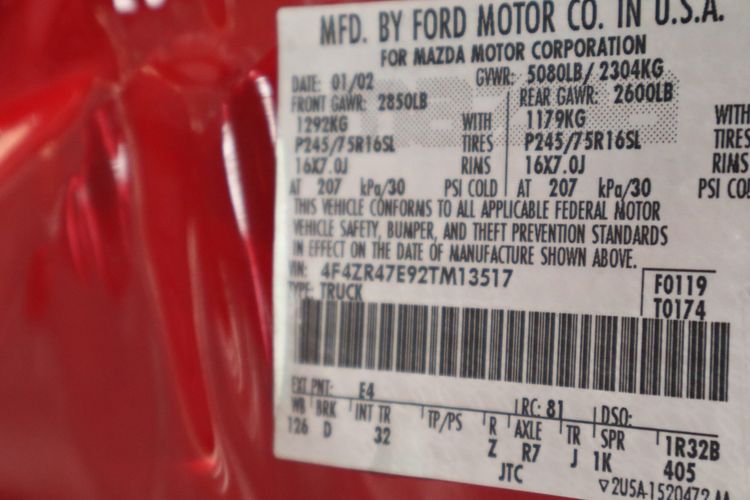 MFD. BY FORD MOTOR CO. IN U.S.A.
FOR MAZDA MOTOR CORPORATION
DATE: 01/02 GVWR: 5080LB/ 2304KG
FRONT GAWR: 2850LB REAR GAWR: 2600LB
1292KG WITH 1179KG WITH
P245/75R16SL TIRES P245/75R16SL TIRES
16X7.0J RIMS 16X7.0J RIMS
AT 207 kPa/30 PSI COLD AT 207 kPa/30 PSI
THIS VEHICLE CONFORMS TO ALL APPLICABLE FEDERAL MOTOR
VEHICLE SAFETY, BUMPER, AND THEFT PREVENTION STANDARDS
IN EFFECT ON THE DATE OF MANUFACTURE SHOWN ABOVE.
VIN: 4F4ZR47E92TM13517 F0119
TYPE: TRUCK T0174
EXT PNT: E4 RC: 81 DSO:
WB BRK INT TR TP/PS R AXLE TR SPR 1R32B
126 D 32 Z R7 J 1K 405
JTC
▽2USA-1520472